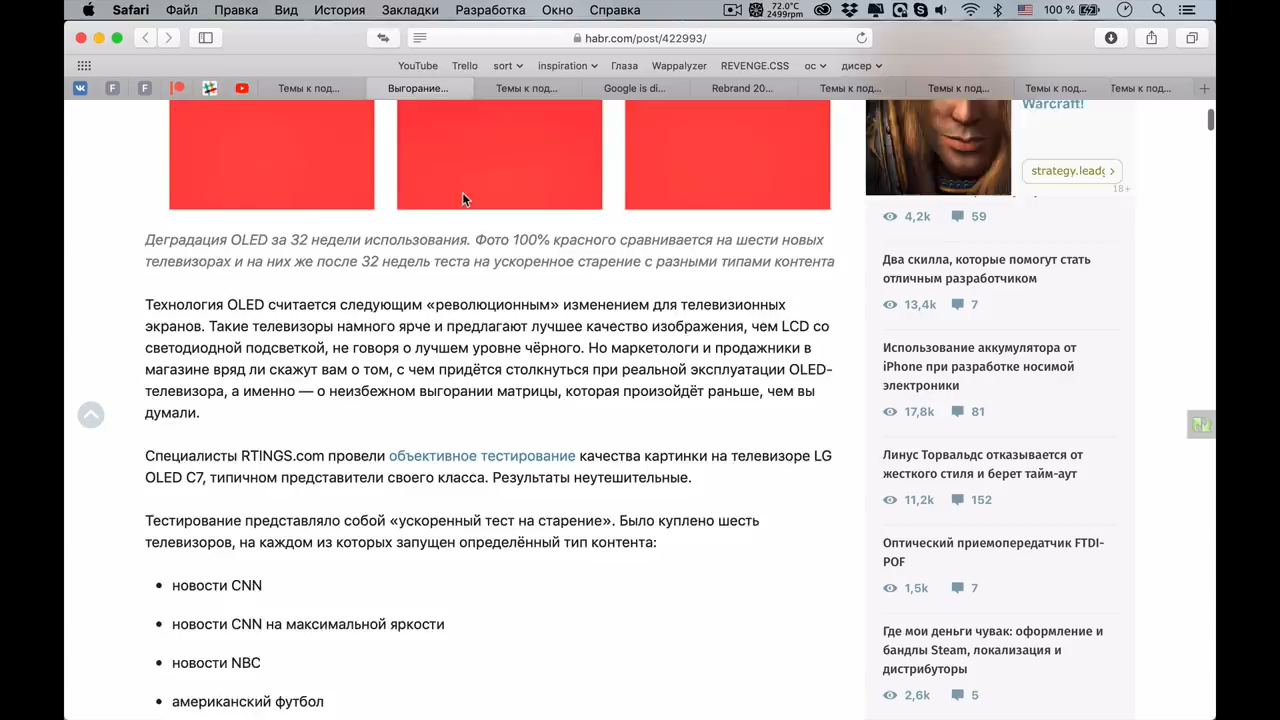 Safari Файл Правка Вид История Закладки Разработка Окно Справка 72.0°C 2499rpm 100 %
habr.com/post/422993/
YouTube Trello sort inspiration Глаза Wappalyzer REVENGE.CSS ос дисер
Темы к под... Выгорание... Темы к под... Google is di... Rebrand 20... Темы к под... Темы к под... Темы к под... Темы к под...
Деградация OLED за 32 недели использования. Фото 100% красного сравнивается на шести новых
телевизорах и на них же после 32 недель теста на ускоренное старение с разными типами контента
Технология OLED считается следующим «революционным» изменением для телевизионных
экранов. Такие телевизоры намного ярче и предлагают лучшее качество изображения, чем LCD со
светодиодной подсветкой, не говоря о лучшем уровне чёрного. Но маркетологи и продажники в
магазине вряд ли скажут вам о том, с чем придётся столкнуться при реальной эксплуатации OLED-
телевизора, а именно — о неизбежном выгорании матрицы, которая произойдёт раньше, чем вы
думали.
Специалисты RTINGS.com провели объективное тестирование качества картинки на телевизоре LG
OLED C7, типичном представители своего класса. Результаты неутешительные.
Тестирование представляло собой «ускоренный тест на старение». Было куплено шесть
телевизоров, на каждом из которых запущен определённый тип контента:
новости CNN
новости CNN на максимальной яркости
новости NBC
американский футбол
Warcraft!
strategy.leadg
18+
4,2k 59
Два скилла, которые помогут стать
отличным разработчиком
13,4k 7
Использование аккумулятора от
iPhone при разработке носимой
электроники
17,8k 81
Линус Торвальдс отказывается от
жесткого стиля и берет тайм-аут
11,2k 152
Оптический приемопередатчик FTDI-
POF
1,5k 7
Где мои деньги чувак: оформление и
бандлы Steam, локализация и
дистрибуторы
2,6k 5